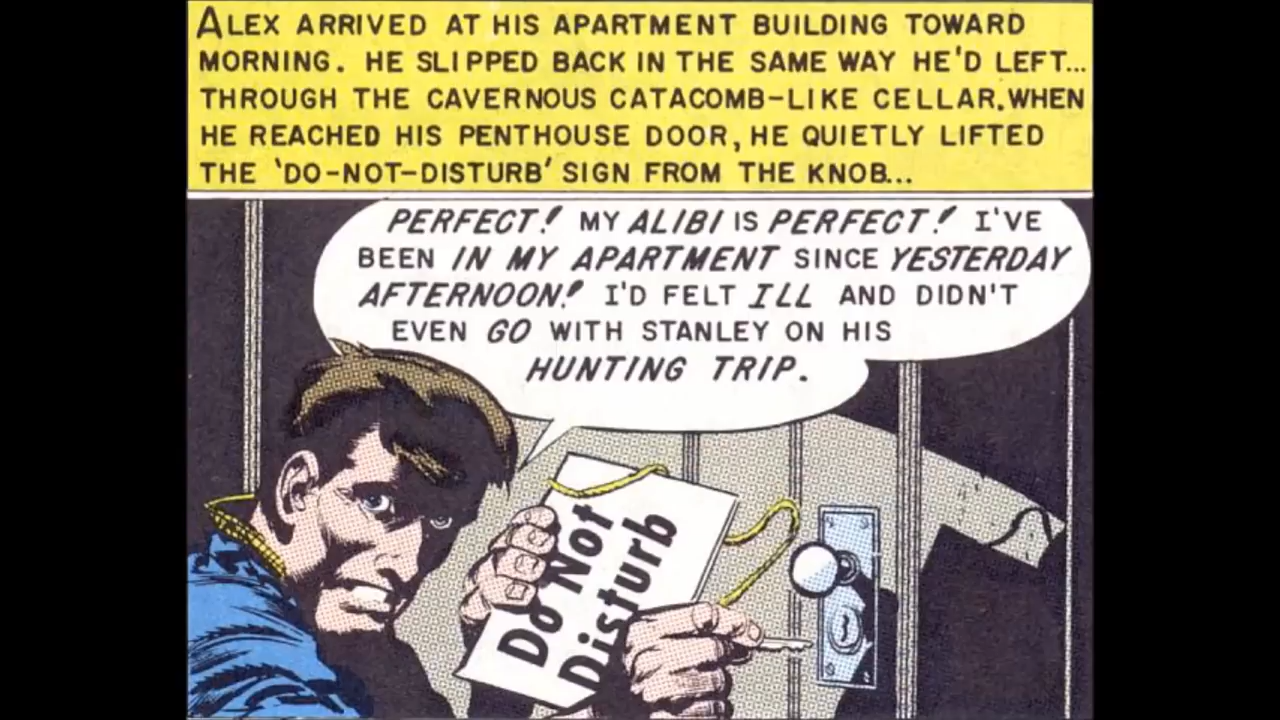 ALEX ARRIVED AT HIS APARTMENT BUILDING TOWARD
MORNING. HE SLIPPED BACK IN THE SAME WAY HE'D LEFT...
THROUGH THE CAVERNOUS CATACOMB-LIKE CELLAR. WHEN
HE REACHED HIS PENTHOUSE DOOR, HE QUIETLY LIFTED
THE 'DO-NOT-DISTURB' SIGN FROM THE KNOB...
PERFECT! MY ALIBI IS PERFECT! I'VE
BEEN IN MY APARTMENT SINCE YESTERDAY
AFTERNOON! I'D FELT ILL AND DIDN'T
EVEN GO WITH STANLEY ON HIS
HUNTING TRIP.
Do Not
Disturb